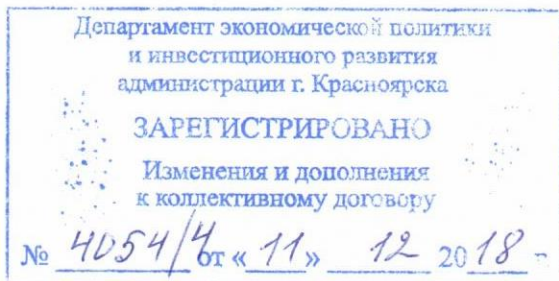 Департамент экономической политики
и инвестиционного развития
администрации г. Красноярска
ЗАРЕГИСТРИРОВАНО
Изменения и дополнения
к коллективному договору
№ 4054/4 от «11» 12 2018 г